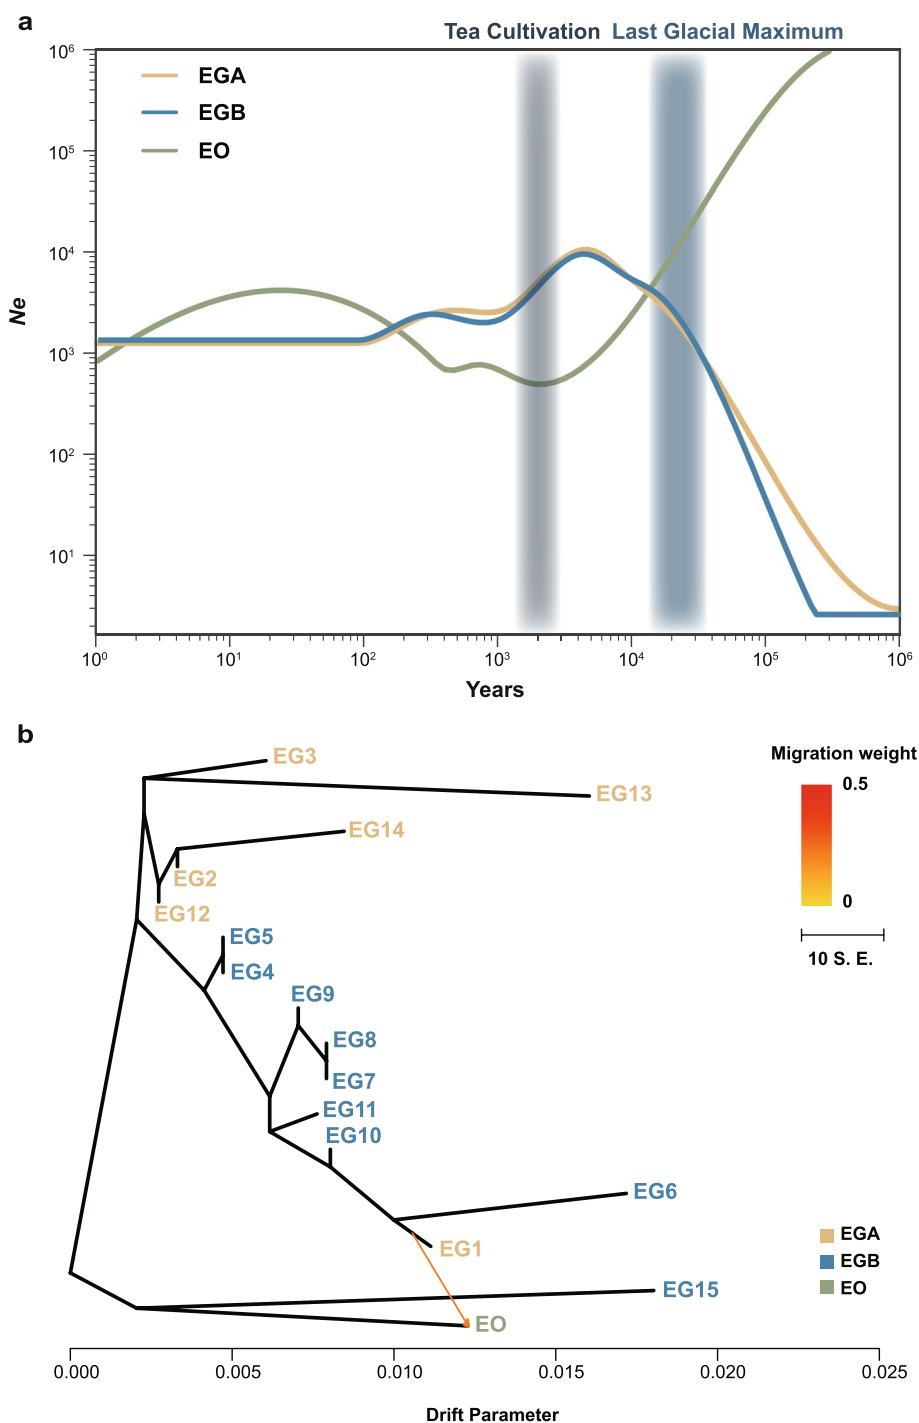 a
Tea Cultivation Last Glacial Maximum
10⁶
EGA
EGB
EO
10⁵
10⁴
Ne
10³
10²
10¹
10⁰ 10¹ 10² 10³ 10⁴ 10⁵ 10⁶
Years
b
Migration weight
EG3
0.5
EG13
EG14
EG2
0
EG12
EG5
10 S. E.
EG4
EG9
EG8
EG7
EG11
EG10
EG6
EGA
EG1
EGB
EG15
EO
EO
0.000 0.005 0.010 0.015 0.020 0.025
Drift Parameter